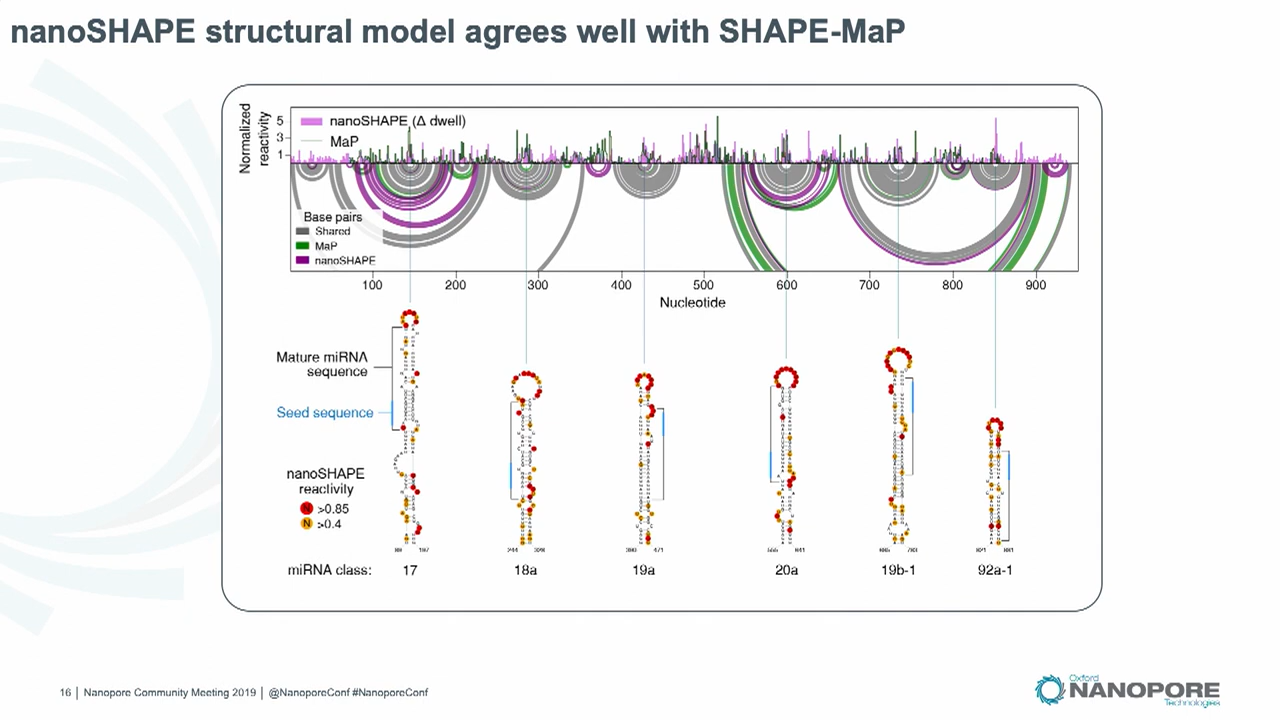 nanoSHAPE structural model agrees well with SHAPE-MaP
Normalized
reactivity
5
3
1
nanoSHAPE (Δ dwell)
MaP
Base pairs
Shared
MaP
nanoSHAPE
100 200 300 400 500 600 700 800 900
Nucleotide
Mature miRNA
sequence
Seed sequence
nanoSHAPE
reactivity
N >0.85
N >0.4
miRNA class: 17 18a 19a 20a 19b-1 92a-1
16 | Nanopore Community Meeting 2019 | @NanoporeConf #NanoporeConf
Oxford
NANOPORE
Technologies